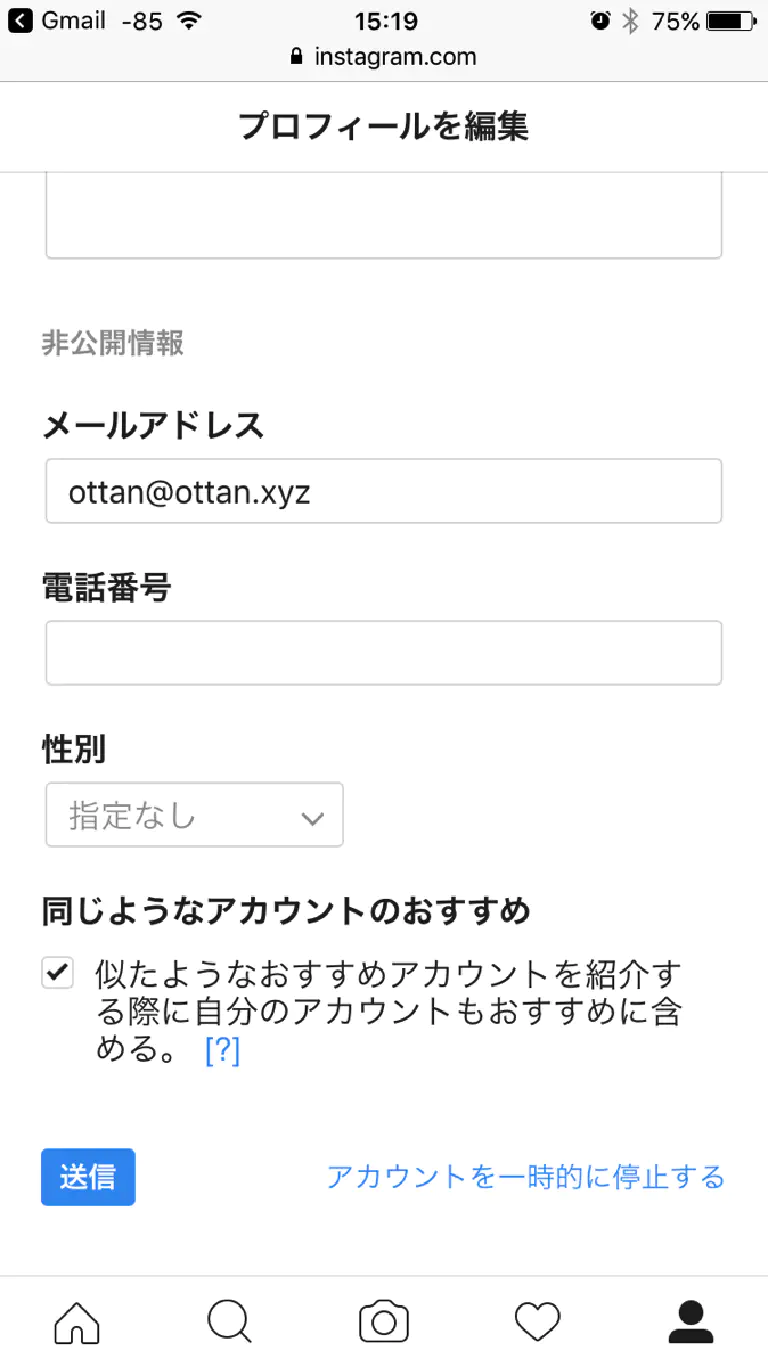 Gmail -85 15:19 75%
instagram.com
プロフィールを編集
非公開情報
メールアドレス
ottan@ottan.xyz
電話番号
性別
指定なし
同じようなアカウントのおすすめ
似たようなおすすめアカウントを紹介す
る際に自分のアカウントもおすすめに含
める。 [?]
送信 アカウントを一時的に停止する